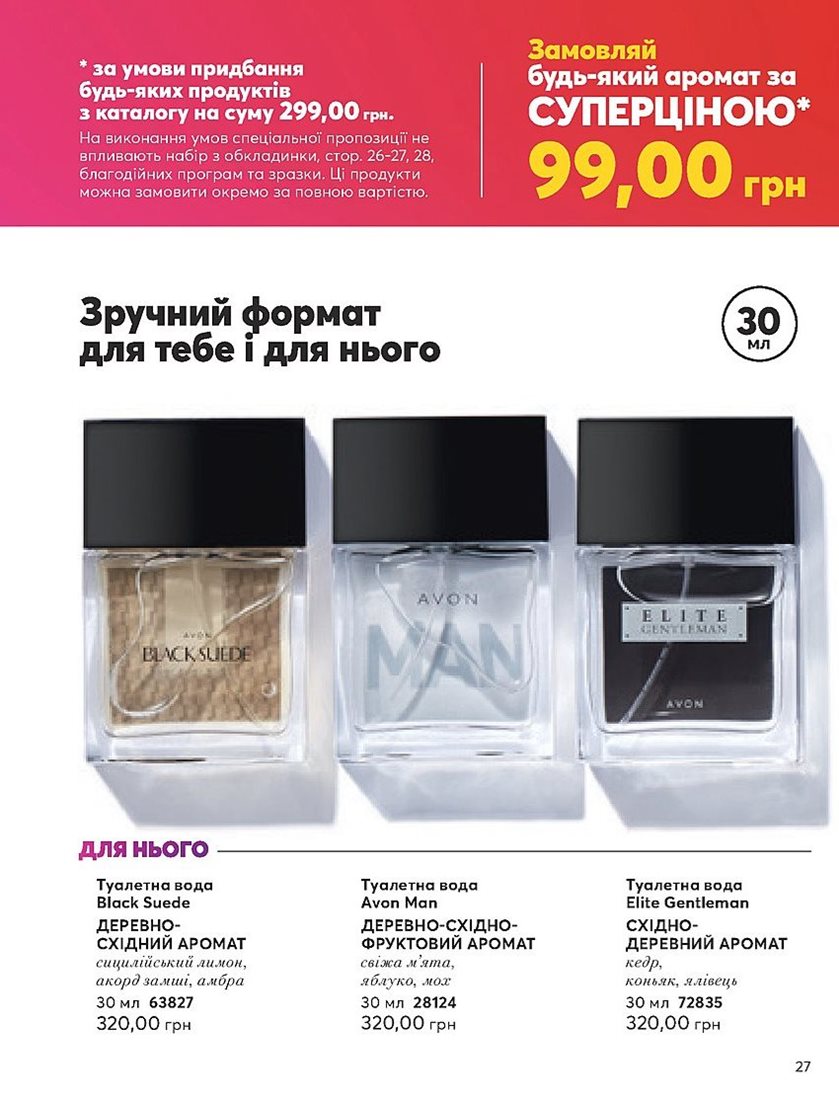 * за умови придбання
будь-яких продуктів
з каталогу на суму 299,00 грн.
На виконання умов спеціальної пропозиції не
впливають набір з обкладинки, стор. 26-27, 28,
благодійних програм та зразки. Ці продукти
можна замовити окремо за повною вартістю.
Замовляй
будь-який аромат за
СУПЕРЦІНОЮ*
99,00 грн
Зручний формат
для тебе і для нього
30
МЛ
AVON
BLACK SUEDE
AVON
MAN
ELITE
GENTLEMAN
AVON
ДЛЯ НЬОГО
Туалетна вода
Black Suede
ДЕРЕВНО-
СХІДНИЙ АРОМАТ
сицилійський лимон,
акорд замші, амбра
30 мл 63827
320,00 грн
Туалетна вода
Avon Man
ДЕРЕВНО-СХІДНО-
ФРУКТОВИЙ АРОМАТ
свіжа м'ята,
яблуко, мох
30 мл 28124
320,00 грн
Туалетна вода
Elite Gentleman
СХІДНО-
ДЕРЕВНИЙ АРОМАТ
кедр,
коньяк, ялівець
30 мл 72835
320,00 грн
27